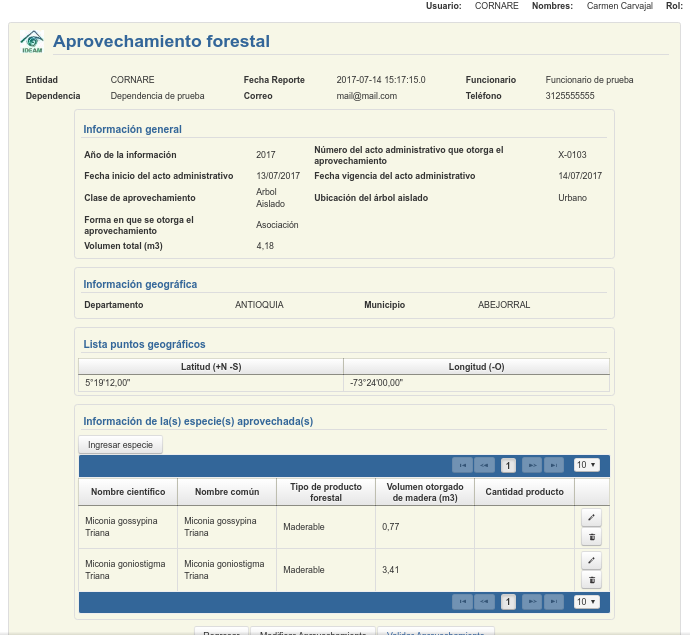 Usuario: CORNARE Nombres: Carmen Carvajal Rol:
IDEAM
Aprovechamiento forestal
Entidad CORNARE Fecha Reporte 2017-07-14 15:17:15.0 Funcionario Funcionario de prueba
Dependencia Dependencia de prueba Correo mail@mail.com Teléfono 3125555555
Información general
Año de la información 2017 Número del acto administrativo que otorga el aprovechamiento X-0103
Fecha inicio del acto administrativo 13/07/2017 Fecha vigencia del acto administrativo 14/07/2017
Clase de aprovechamiento Arbol Aislado Ubicación del árbol aislado Urbano
Forma en que se otorga el aprovechamiento Asociación
Volumen total (m3) 4,18
Información geográfica
Departamento ANTIOQUIA Municipio ABEJORRAL
Lista puntos geográficos
Latitud (+N -S) Longitud (-O)
5°19'12,00" -73°24'00,00"
Información de la(s) especie(s) aprovechada(s)
Ingresar especie
1 10
Nombre científico Nombre común Tipo de producto forestal Volumen otorgado de madera (m3) Cantidad producto
Miconia gossypina Triana Miconia gossypina Triana Maderable 0,77
Miconia goniostigma Triana Miconia goniostigma Triana Maderable 3,41
1 10
Regresar Modificar Aprovechamiento Validar Aprovechamiento